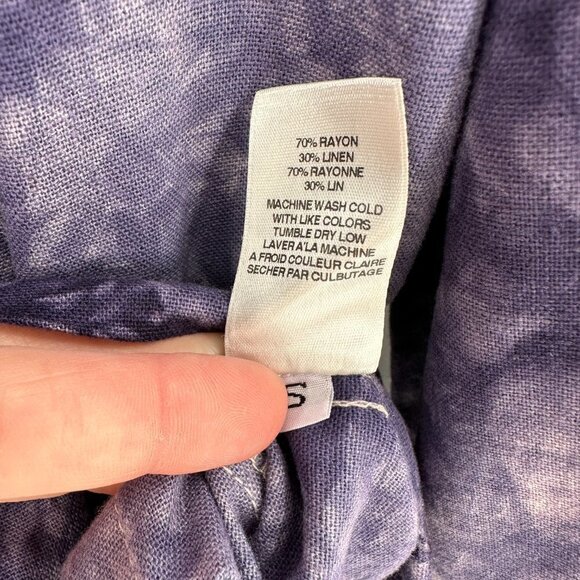 70% RAYON
30% LINEN
70% RAYONNE
30% LIN
MACHINE WASH COLD
WITH LIKE COLORS
TUMBLE DRY LOW
LAVER A'LA MACHINE
A FROID COULEUR CLAIRE
SECHER PAR CULBUTAGE
S